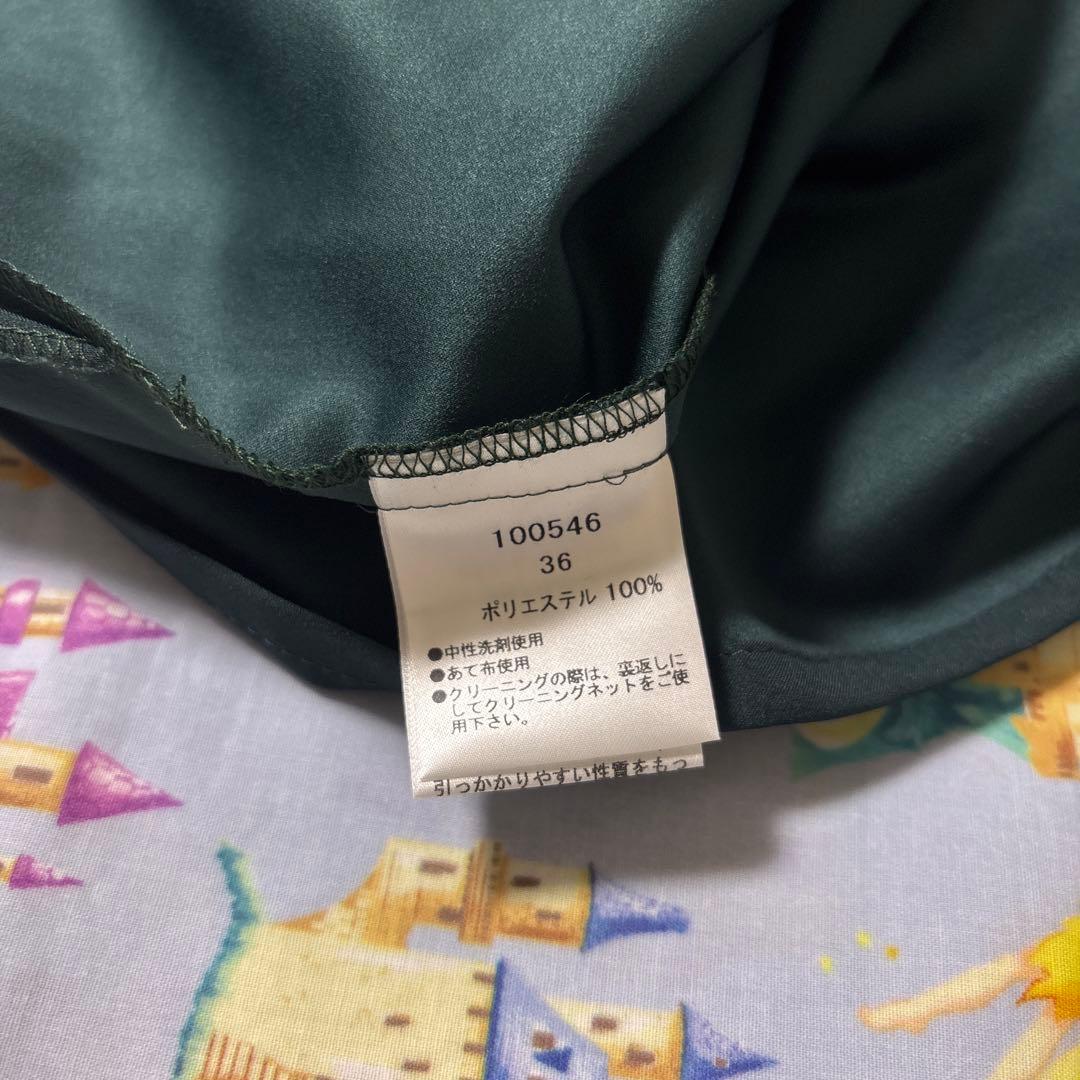 100546
36
ポリエステル 100%
●中性洗剤使用
●あて布使用
●クリーニングの際は、裏返しに
してクリーニングネットをご使
用下さい。
引っかかりやすい性質をもっ